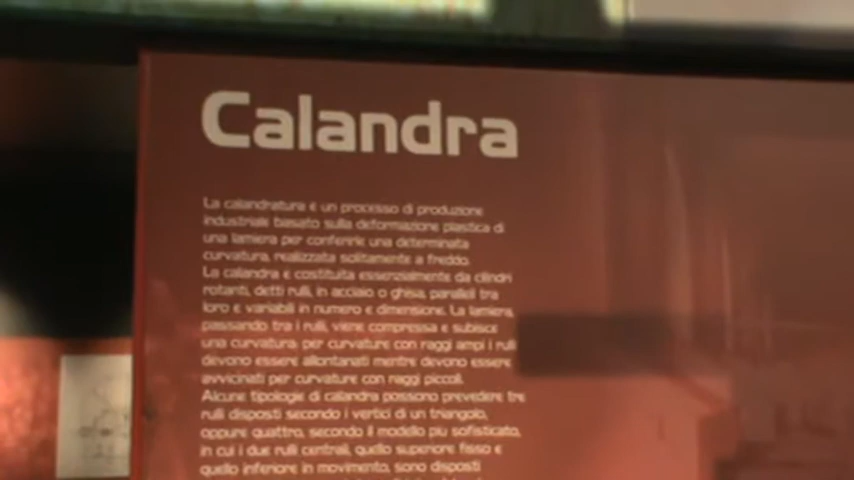 Calandra
La calandratura è un processo di produzione
industriale basato sulla deformazione plastica di
una lamiera per conferirle una determinata
curvatura, realizzata solitamente a freddo.
La calandra è costituita essenzialmente da cilindri
rotanti, detti rulli, in acciaio o ghisa, paralleli tra
loro e variabili in numero e dimensione. La lamiera,
passando tra i rulli, viene compressa e subisce
una curvatura: per curvature con raggi ampi i rulli
devono essere allontanati mentre devono essere
avvicinati per curvature con raggi piccoli.
Alcune tipologie di calandra possono prevedere tre
rulli disposti secondo i vertici di un triangolo,
oppure quattro, secondo il modello più sofisticato,
in cui i due rulli centrali, quello superiore fisso e
quello inferiore in movimento, sono disposti